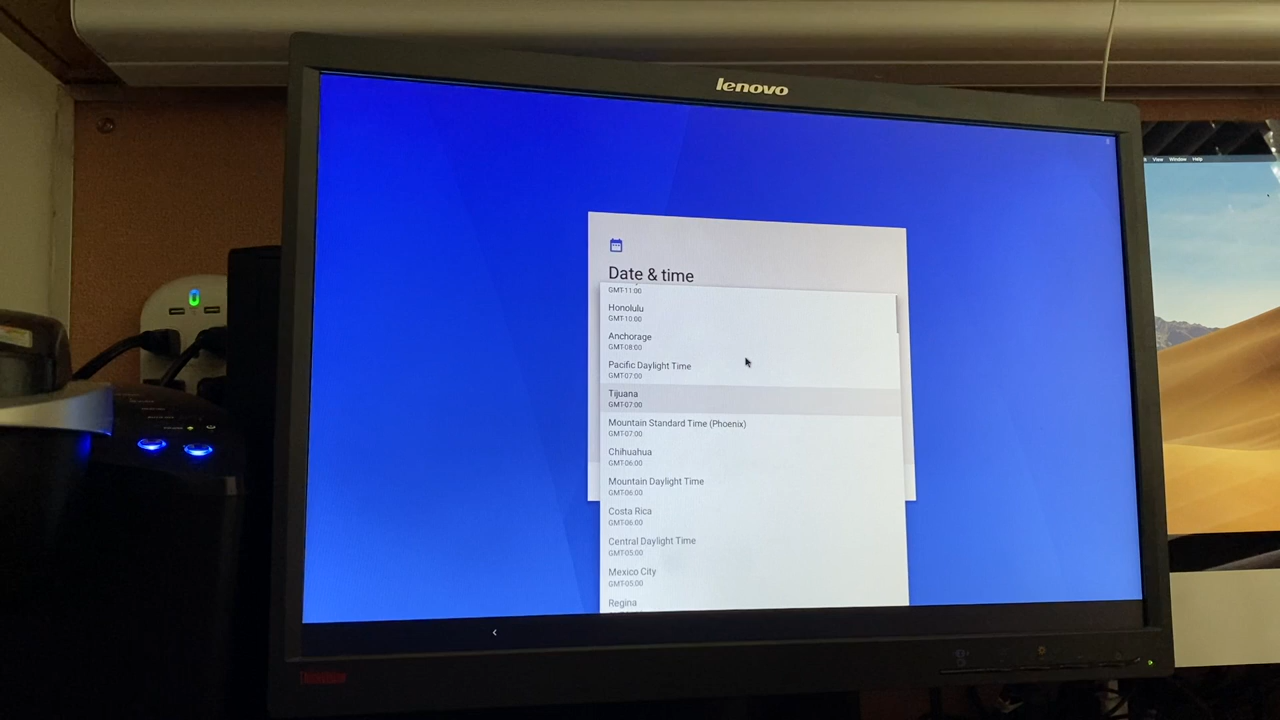 lenovo
View Window Help
Date & time
GMT-11:00
Honolulu
GMT-10:00
Anchorage
GMT-08:00
Pacific Daylight Time
GMT-07:00
Tijuana
GMT-07:00
Mountain Standard Time (Phoenix)
GMT-07:00
Chihuahua
GMT-06:00
Mountain Daylight Time
GMT-06:00
Costa Rica
GMT-06:00
Central Daylight Time
GMT-05:00
Mexico City
GMT-05:00
Regina